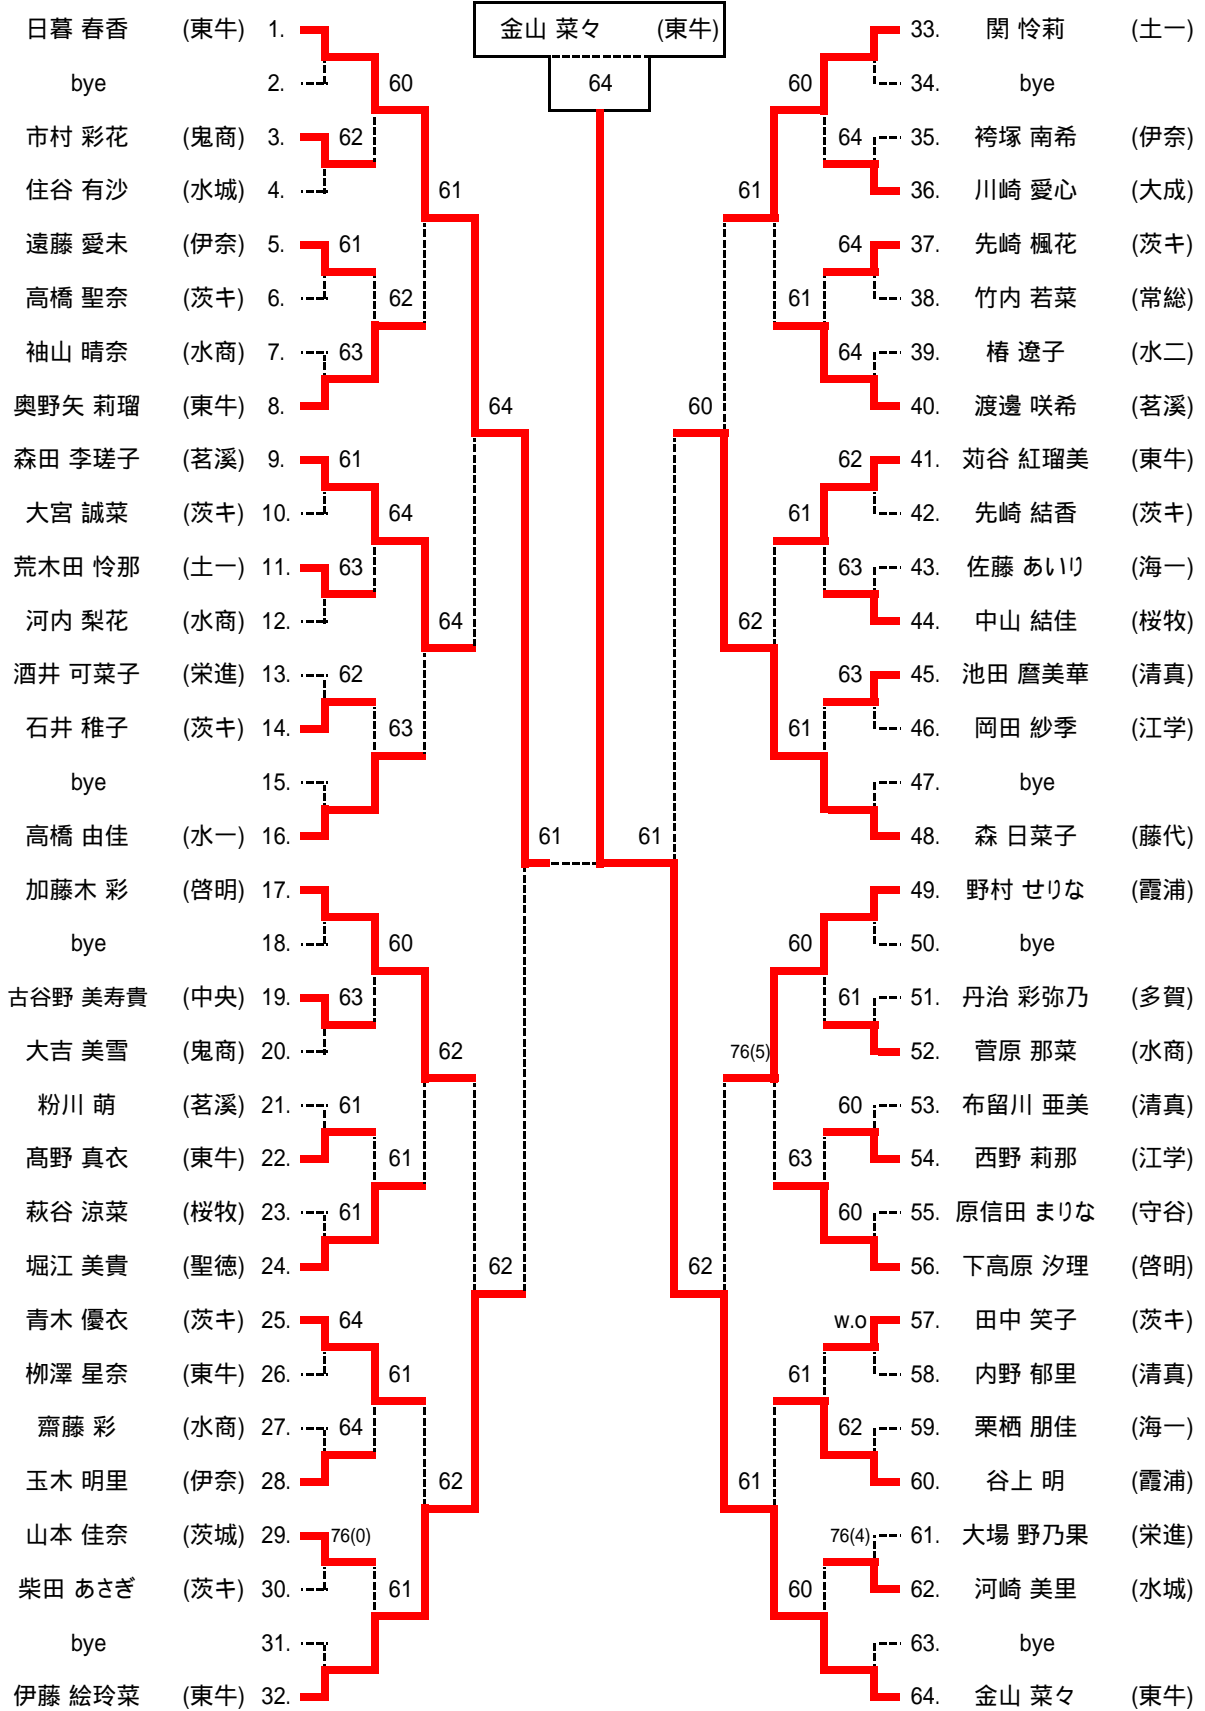 金山 菜々 (東牛)
日暮 春香 (東牛) 1. 33. 関 怜莉 (土一)
bye 2. 60 64 60 34. bye
市村 彩花 (鬼商) 3. 62 64 35. 袴塚 南希 (伊奈)
住谷 有沙 (水城) 4. 61 61 36. 川崎 愛心 (大成)
遠藤 愛未 (伊奈) 5. 61 64 37. 先崎 楓花 (茨キ)
高橋 聖奈 (茨キ) 6. 62 61 38. 竹内 若菜 (常総)
袖山 晴奈 (水商) 7. 63 64 39. 椿 遼子 (水二)
奥野矢 莉瑠 (東牛) 8. 64 60 40. 渡邊 咲希 (茗溪)
森田 李瑳子 (茗溪) 9. 61 62 41. 苅谷 紅瑠美 (東牛)
大宮 誠菜 (茨キ) 10. 64 61 42. 先崎 結香 (茨キ)
荒木田 怜那 (土一) 11. 63 63 43. 佐藤 あいり (海一)
河内 梨花 (水商) 12. 64 62 44. 中山 結佳 (桜牧)
酒井 可菜子 (栄進) 13. 62 63 45. 池田 麿美華 (清真)
石井 稚子 (茨キ) 14. 63 61 46. 岡田 紗季 (江学)
bye 15. 47. bye
高橋 由佳 (水一) 16. 61 61 48. 森 日菜子 (藤代)
加藤木 彩 (啓明) 17. 49. 野村 せりな (霞浦)
bye 18. 60 60 50. bye
古谷野 美寿貴 (中央) 19. 63 61 51. 丹治 彩弥乃 (多賀)
大吉 美雪 (鬼商) 20. 62 76(5) 52. 菅原 那菜 (水商)
粉川 萌 (茗溪) 21. 61 60 53. 布留川 亜美 (清真)
髙野 真衣 (東牛) 22. 61 63 54. 西野 莉那 (江学)
萩谷 涼菜 (桜牧) 23. 61 60 55. 原信田 まりな (守谷)
堀江 美貴 (聖徳) 24. 62 62 56. 下高原 汐理 (啓明)
青木 優衣 (茨キ) 25. 64 w.o 57. 田中 笑子 (茨キ)
栁澤 星奈 (東牛) 26. 61 61 58. 内野 郁里 (清真)
齋藤 彩 (水商) 27. 64 62 59. 栗栖 朋佳 (海一)
玉木 明里 (伊奈) 28. 62 61 60. 谷上 明 (霞浦)
山本 佳奈 (茨城) 29. 76(0) 76(4) 61. 大場 野乃果 (栄進)
柴田 あさぎ (茨キ) 30. 61 60 62. 河崎 美里 (水城)
bye 31. 63. bye
伊藤 絵玲菜 (東牛) 32. 64. 金山 菜々 (東牛)